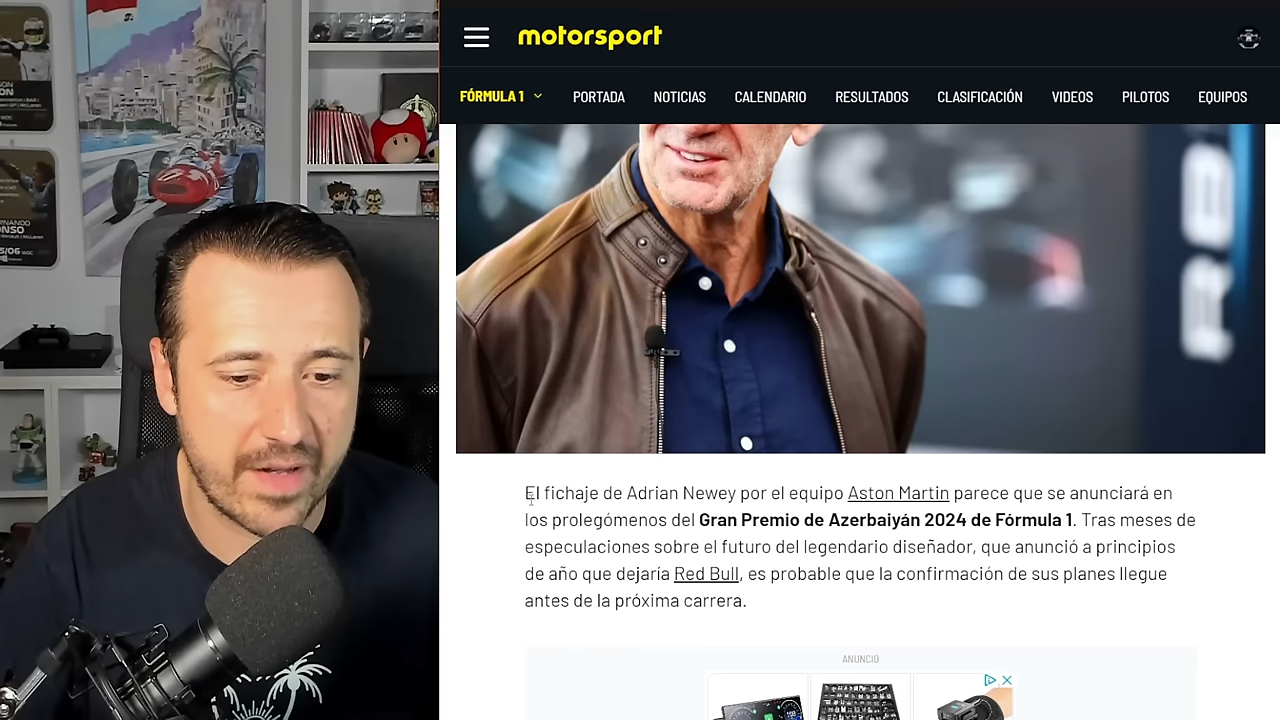 motorsport
FÓRMULA 1 PORTADA NOTICIAS CALENDARIO RESULTADOS CLASIFICACIÓN VIDEOS PILOTOS EQUIPOS
El fichaje de Adrian Newey por el equipo Aston Martin parece que se anunciará en
los prolegómenos del Gran Premio de Azerbaiyán 2024 de Fórmula 1. Tras meses de
especulaciones sobre el futuro del legendario diseñador, que anunció a principios
de año que dejaría Red Bull, es probable que la confirmación de sus planes llegue
antes de la próxima carrera.
ANUNCIO